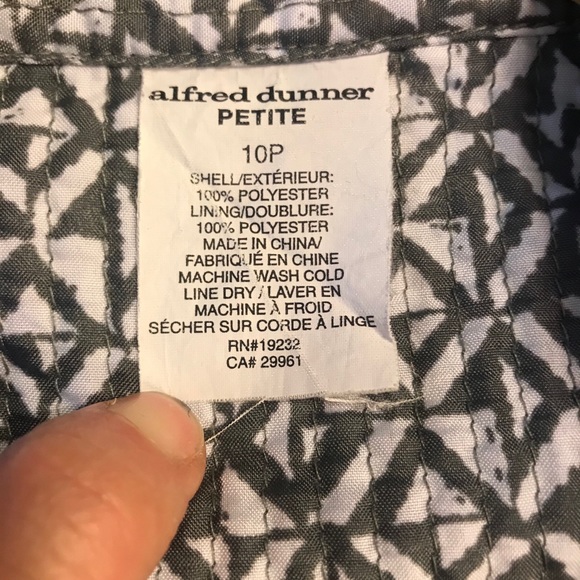 alfred dunner
PETITE
10P
SHELL/EXTÉRIEUR:
100% POLYESTER
LINING/DOUBLURE:
100% POLYESTER
MADE IN CHINA/
FABRIQUÉ EN CHINE
MACHINE WASH COLD
LINE DRY / LAVER EN
MACHINE À FROID
SÉCHER SUR CORDE À LINGE
RN#19232
CA# 29961